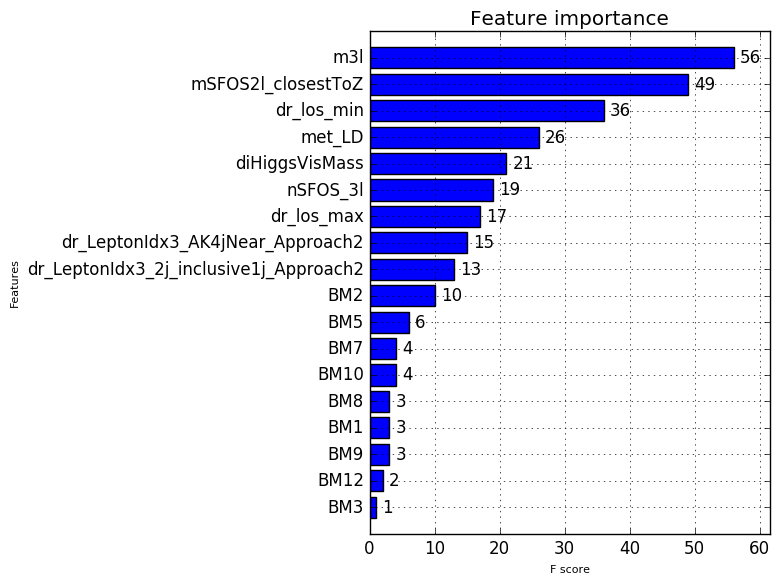 Feature importance
m3l 56
mSFOS2l_closestToZ 49
dr_los_min 36
met_LD 26
diHiggsVisMass 21
nSFOS_3l 19
dr_los_max 17
dr_LeptonIdx3_AK4jNear_Approach2 15
dr_LeptonIdx3_2j_inclusive1j_Approach2 13
BM2 10
BM5 6
BM7 4
BM10 4
BM8 3
BM1 3
BM9 3
BM12 2
BM3 1
Features
0 10 20 30 40 50 60
F score